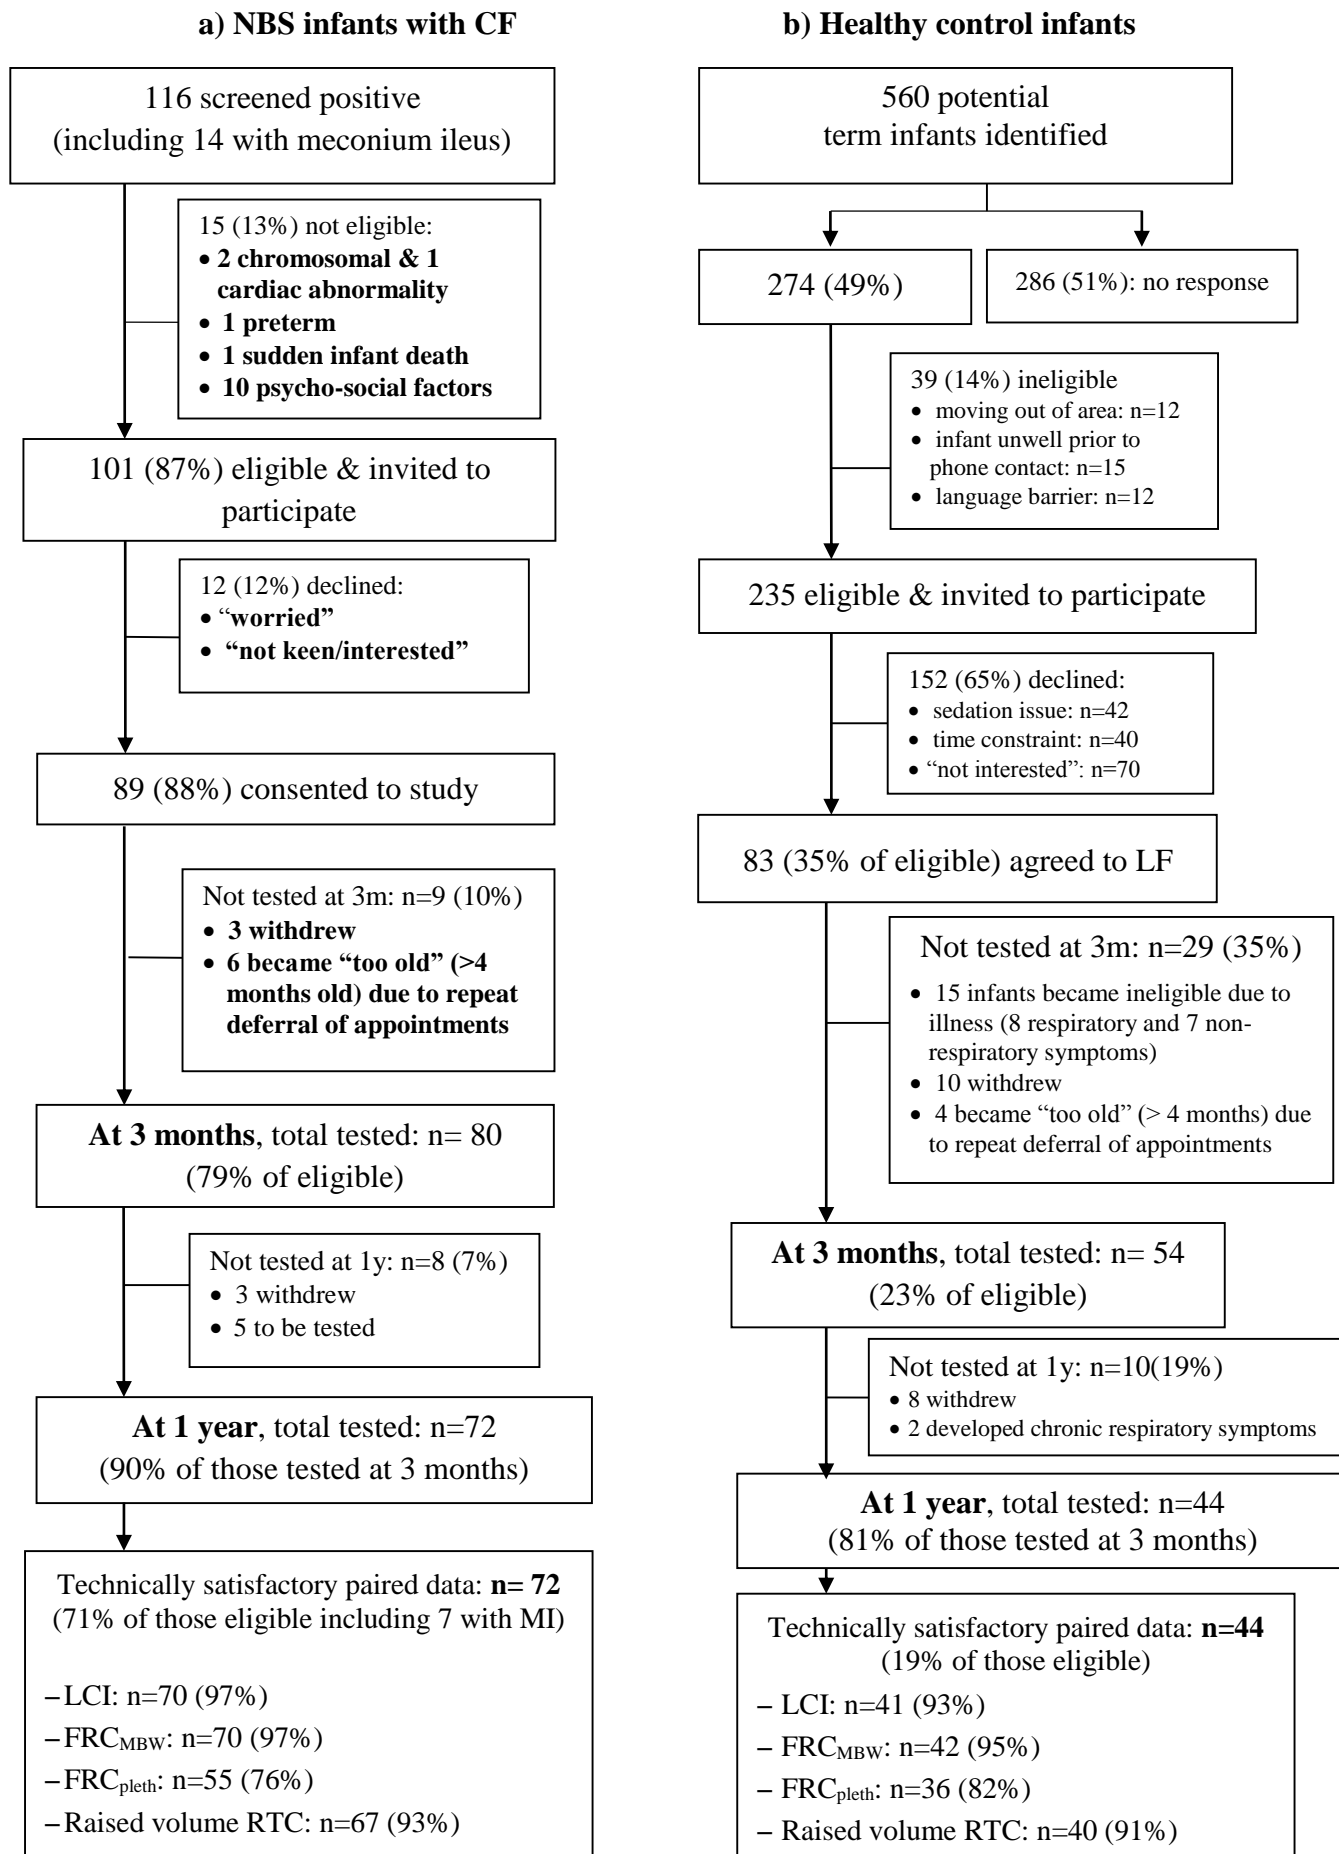 a) NBS infants with CF
116 screened positive
(including 14 with meconium ileus)
15 (13%) not eligible:
• 2 chromosomal & 1
cardiac abnormality
• 1 preterm
• 1 sudden infant death
• 10 psycho-social factors
101 (87%) eligible & invited to
participate
12 (12%) declined:
• “worried”
• “not keen/interested”
89 (88%) consented to study
Not tested at 3m: n=9 (10%)
• 3 withdrew
• 6 became “too old” (>4
months old) due to repeat
deferral of appointments
At 3 months, total tested: n= 80
(79% of eligible)
Not tested at 1y: n=8 (7%)
• 3 withdrew
• 5 to be tested
At 1 year, total tested: n=72
(90% of those tested at 3 months)
Technically satisfactory paired data: n= 72
(71% of those eligible including 7 with MI)
– LCI: n=70 (97%)
– FRCMBW: n=70 (97%)
– FRCpleth: n=55 (76%)
– Raised volume RTC: n=67 (93%)
b) Healthy control infants
560 potential
term infants identified
274 (49%)
286 (51%): no response
39 (14%) ineligible
• moving out of area: n=12
• infant unwell prior to
phone contact: n=15
• language barrier: n=12
235 eligible & invited to participate
152 (65%) declined:
• sedation issue: n=42
• time constraint: n=40
• “not interested”: n=70
83 (35% of eligible) agreed to LF
Not tested at 3m: n=29 (35%)
• 15 infants became ineligible due to
illness (8 respiratory and 7 non-
respiratory symptoms)
• 10 withdrew
• 4 became “too old” (> 4 months) due
to repeat deferral of appointments
At 3 months, total tested: n= 54
(23% of eligible)
Not tested at 1y: n=10(19%)
• 8 withdrew
• 2 developed chronic respiratory symptoms
At 1 year, total tested: n=44
(81% of those tested at 3 months)
Technically satisfactory paired data: n=44
(19% of those eligible)
– LCI: n=41 (93%)
– FRCMBW: n=42 (95%)
– FRCpleth: n=36 (82%)
– Raised volume RTC: n=40 (91%)